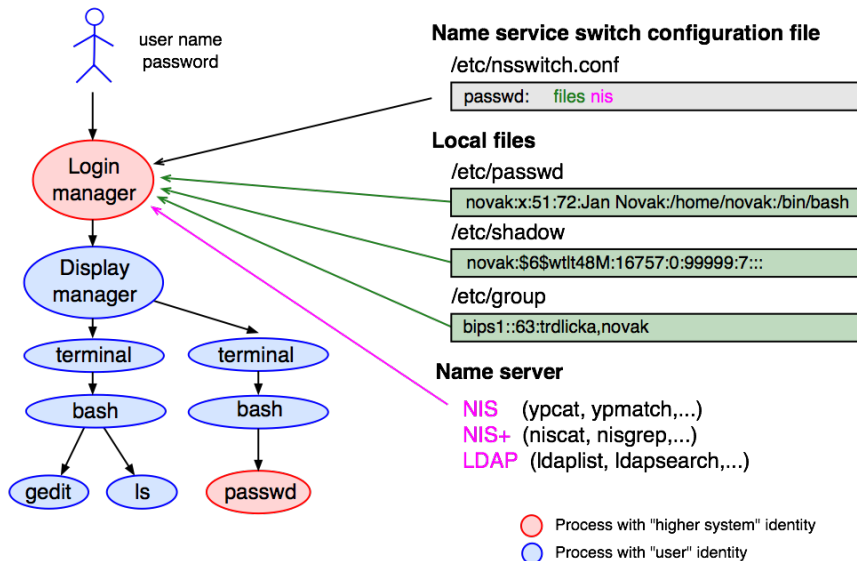 user name
password
Login
manager
Display
manager
terminal
terminal
bash
bash
gedit
ls
passwd
Name service switch configuration file
/etc/nsswitch.conf
passwd: files nis
Local files
/etc/passwd
novak:x:51:72:Jan Novak:/home/novak:/bin/bash
/etc/shadow
novak:$6$wtlt48M:16757:0:99999:7:::
/etc/group
bips1::63:trdlicka,novak
Name server
NIS (ypcat, ypmatch,...)
NIS+ (niscat, nisgrep,...)
LDAP (ldaplist, ldapsearch,...)
Process with "higher system" identity
Process with "user" identity